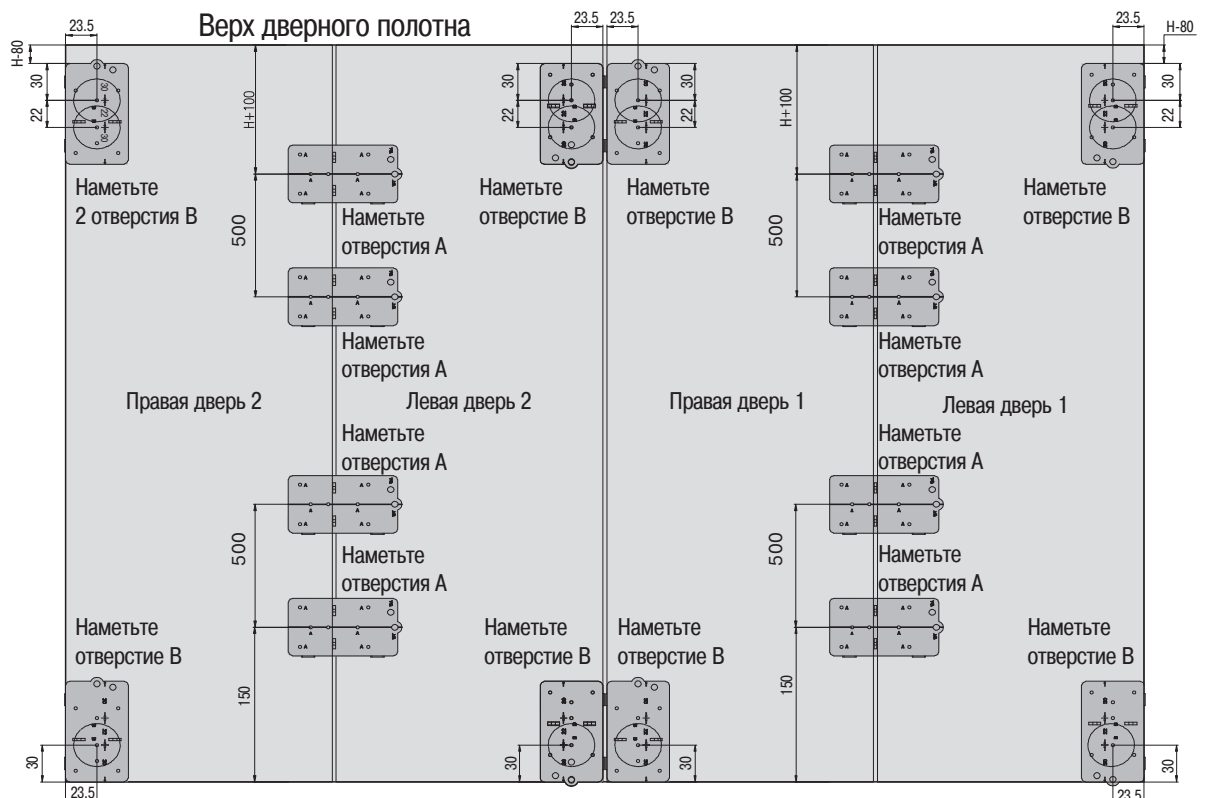 Верх дверного полотна
23.5
23.5
23.5
23.5
H-80
H-80
30
22
30
22
30
22
30
22
30
22
30
H+100
H+100
Наметьте
2 отверстия B
Наметьте
отверстие B
Наметьте
отверстие B
Наметьте
отверстие B
500
500
Наметьте
отверстия A
Наметьте
отверстия A
Наметьте
отверстия A
Наметьте
отверстия A
Правая дверь 2
Левая дверь 2
Правая дверь 1
Левая дверь 1
Наметьте
отверстия A
Наметьте
отверстия A
500
500
Наметьте
отверстия A
Наметьте
отверстия A
Наметьте
отверстие B
Наметьте
отверстие B
Наметьте
отверстие B
Наметьте
отверстие B
150
150
30
30
30
30
23.5
23.5